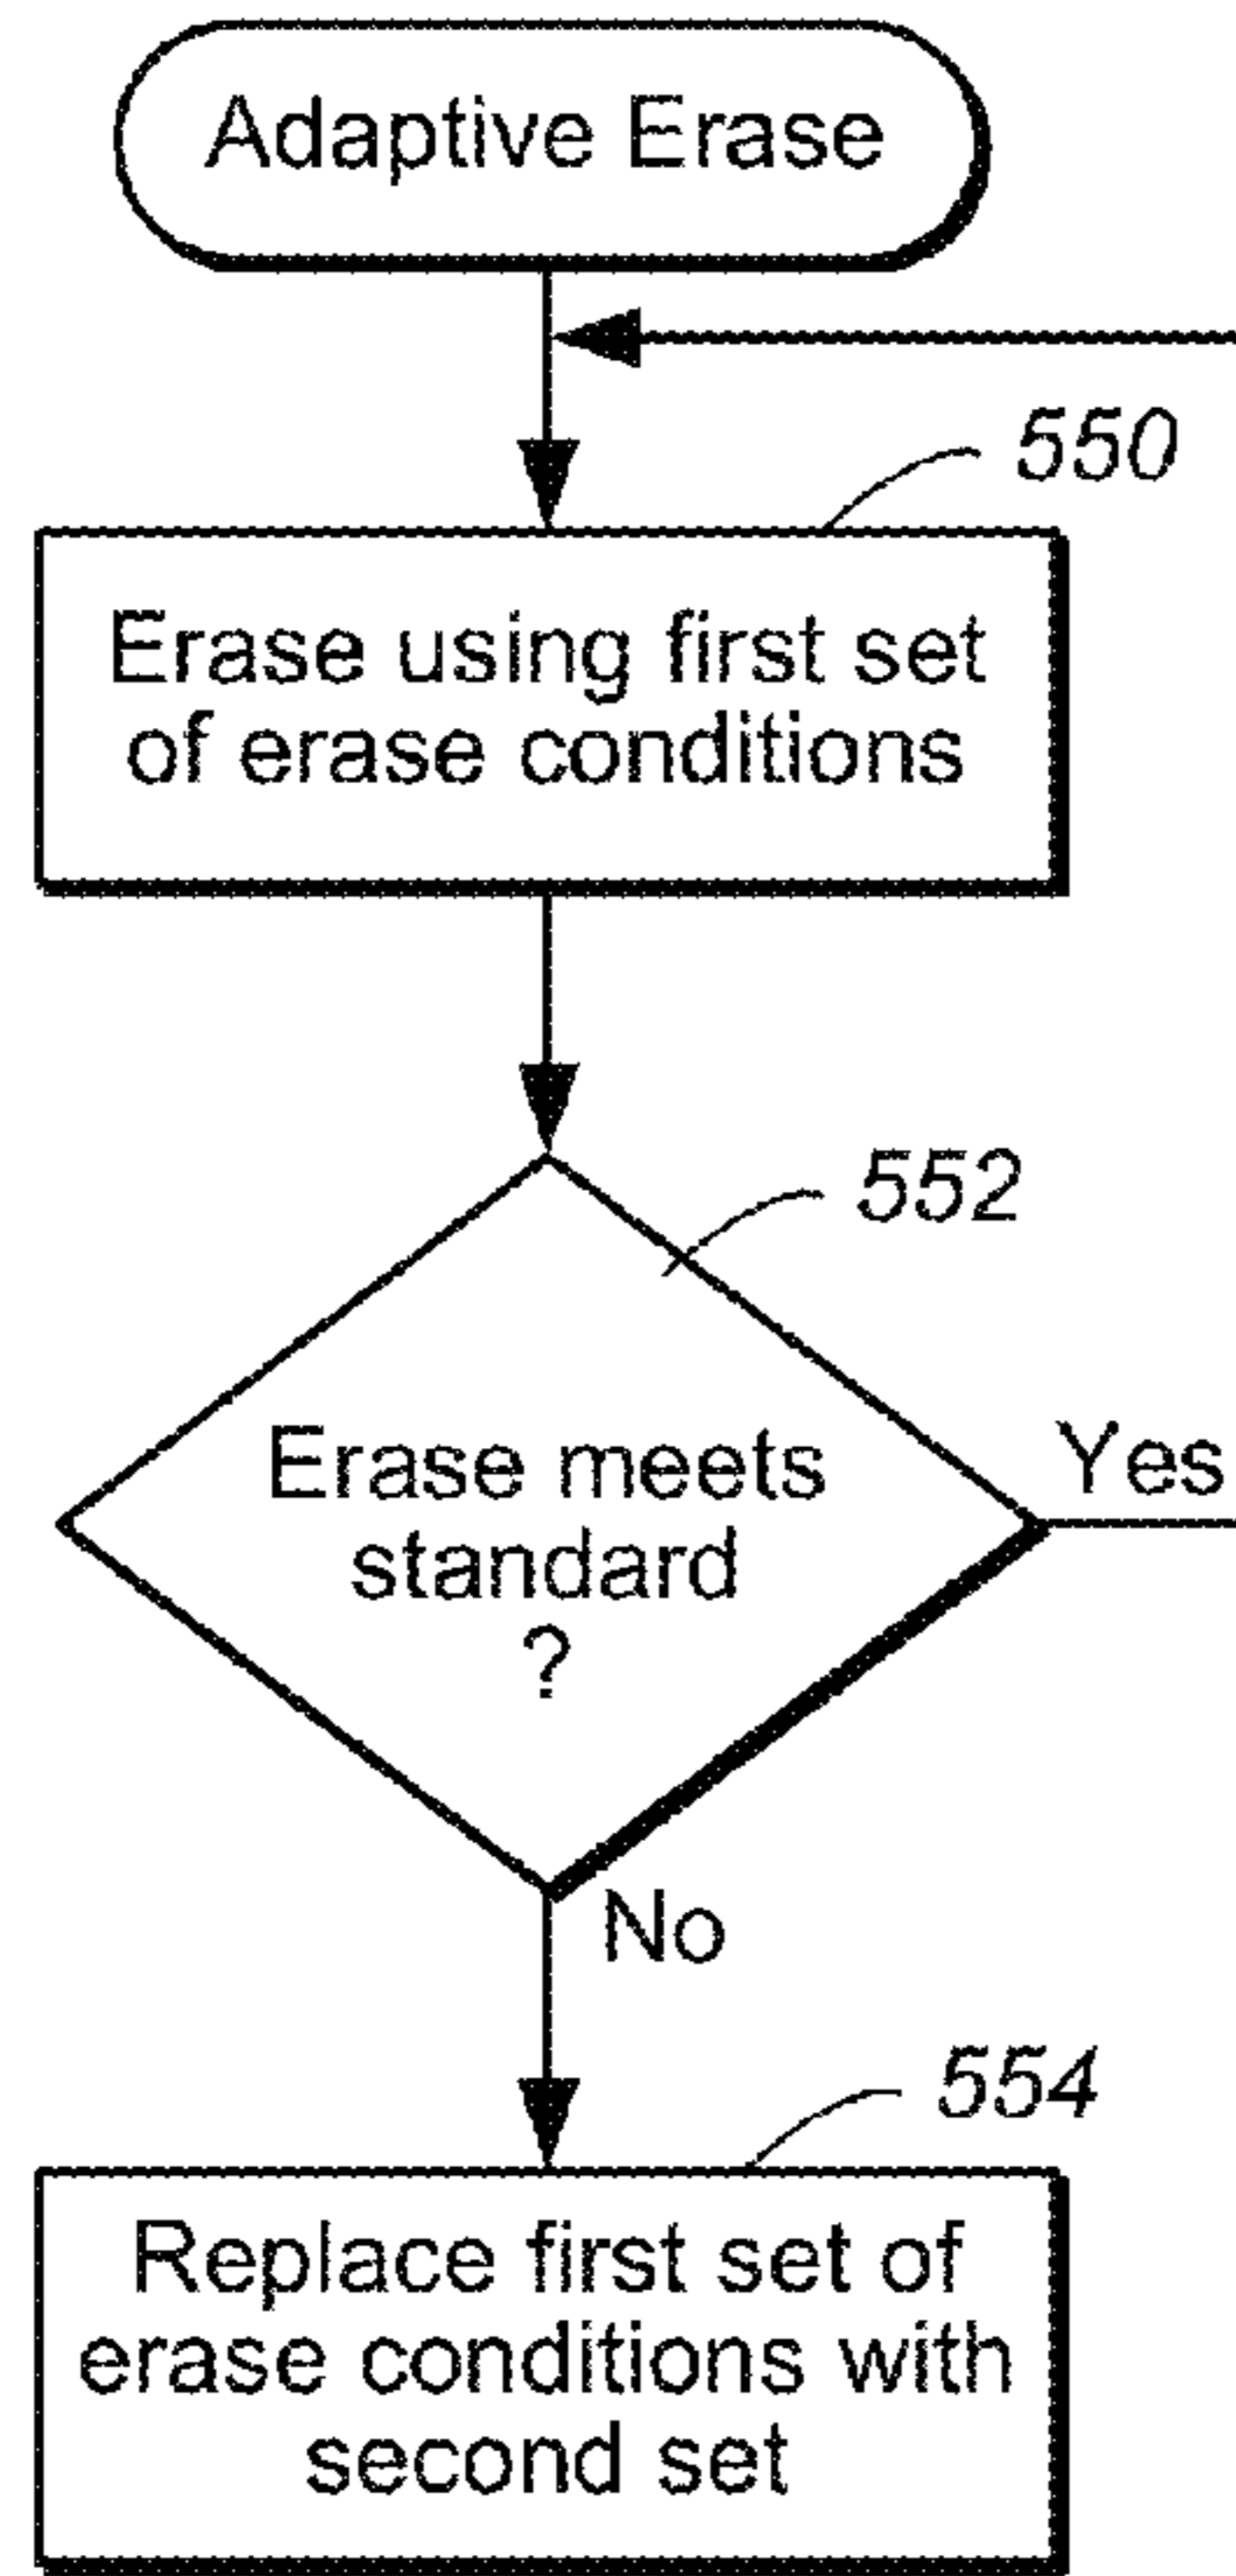 Adaptive Erase
550
Erase using first set
of erase conditions
552
Erase meets
standard
?
Yes
No
554
Replace first set of
erase conditions with
second set